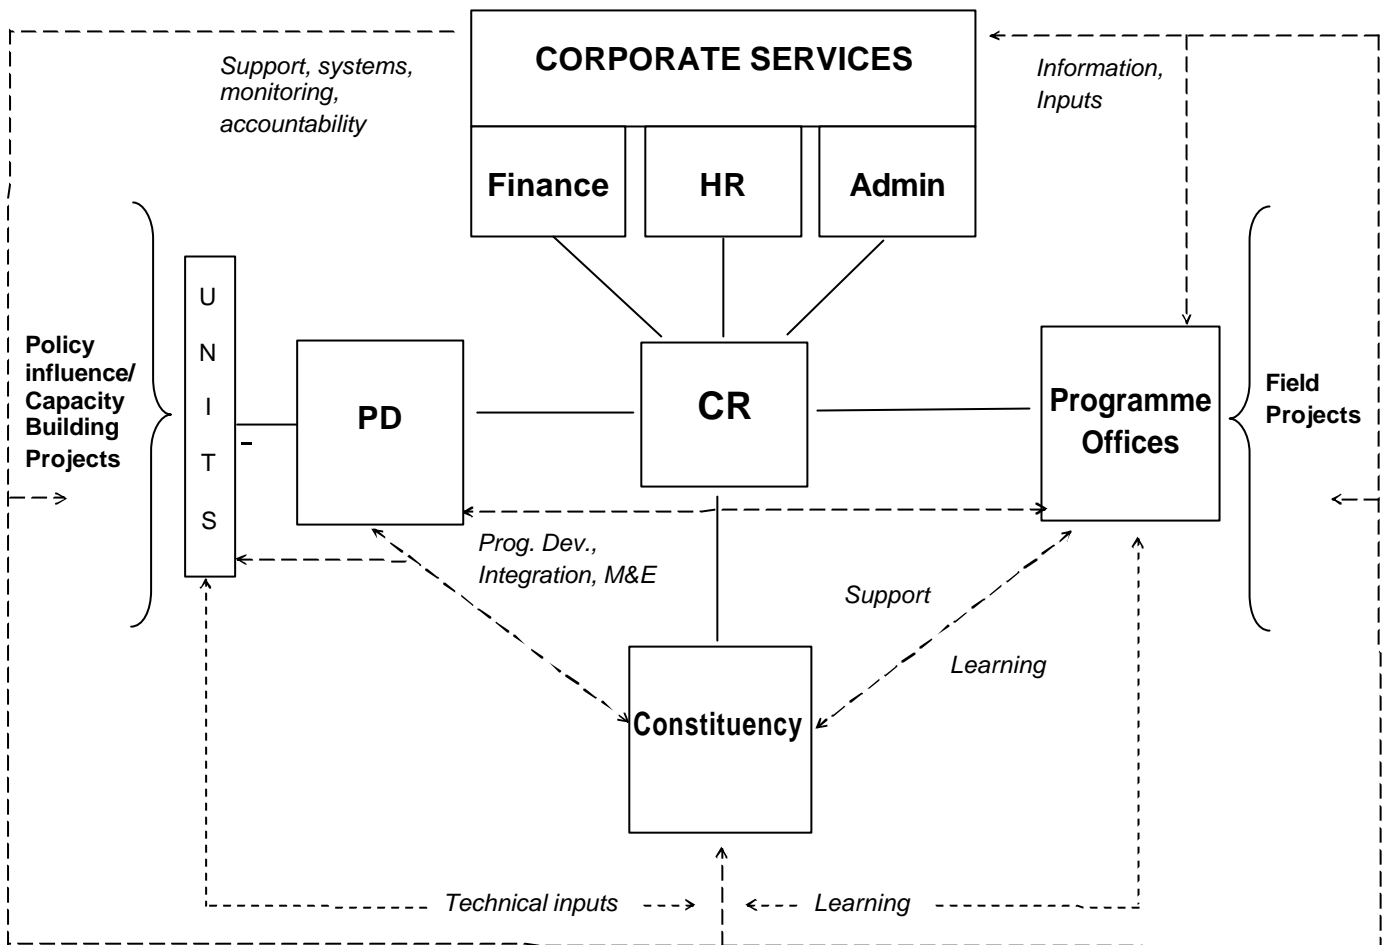 CORPORATE SERVICES
Support, systems,
monitoring,
accountability
Information,
Inputs
Finance
HR
Admin
U
N
I
T
S
Policy
influence/
Capacity
Building
Projects
PD
CR
Programme
Offices
Field
Projects
Prog. Dev.,
Integration, M&E
Support
Learning
Constituency
Technical inputs
Learning